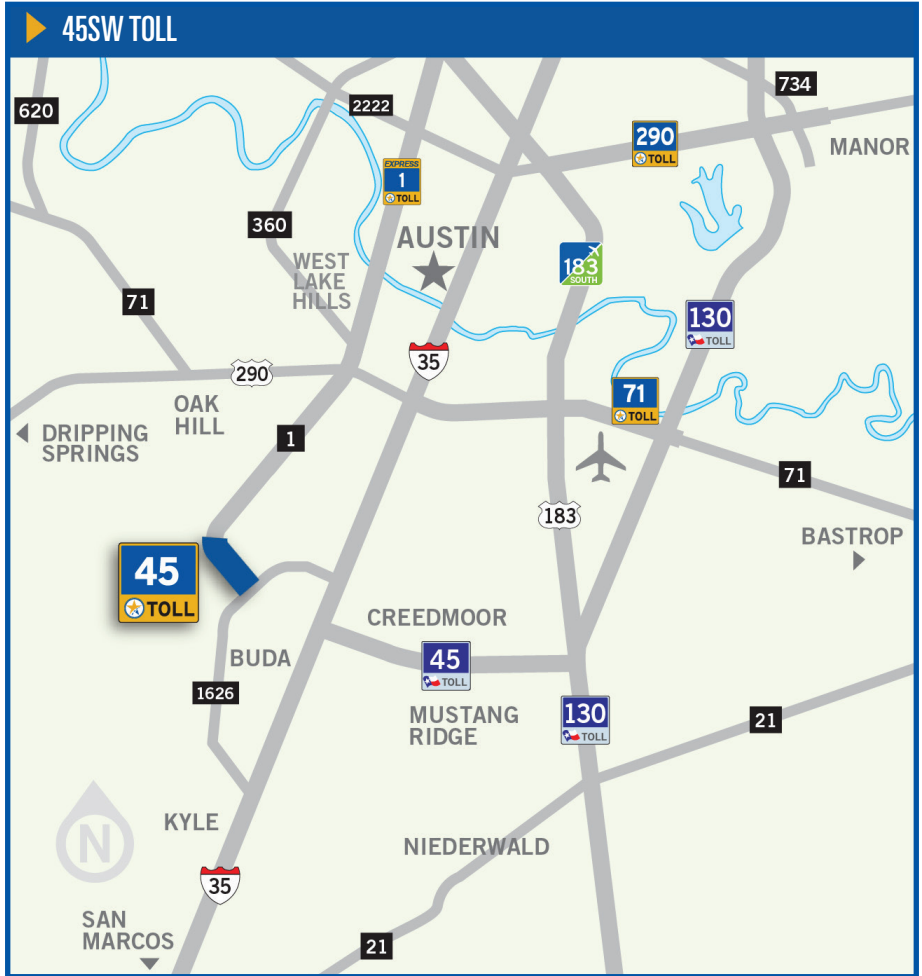 45SW TOLL
620
2222
734
290
TOLL
MANOR
EXPRESS
1
TOLL
360
AUSTIN
WEST
LAKE
HILLS
183
SOUTH
71
130
TOLL
35
290
71
TOLL
OAK
HILL
DRIPPING
SPRINGS
1
71
183
BASTROP
45
TOLL
CREEDMOOR
BUDA
45
TOLL
1626
MUSTANG
RIDGE
130
TOLL
21
KYLE
N
NIEDERWALD
35
SAN
MARCOS
21